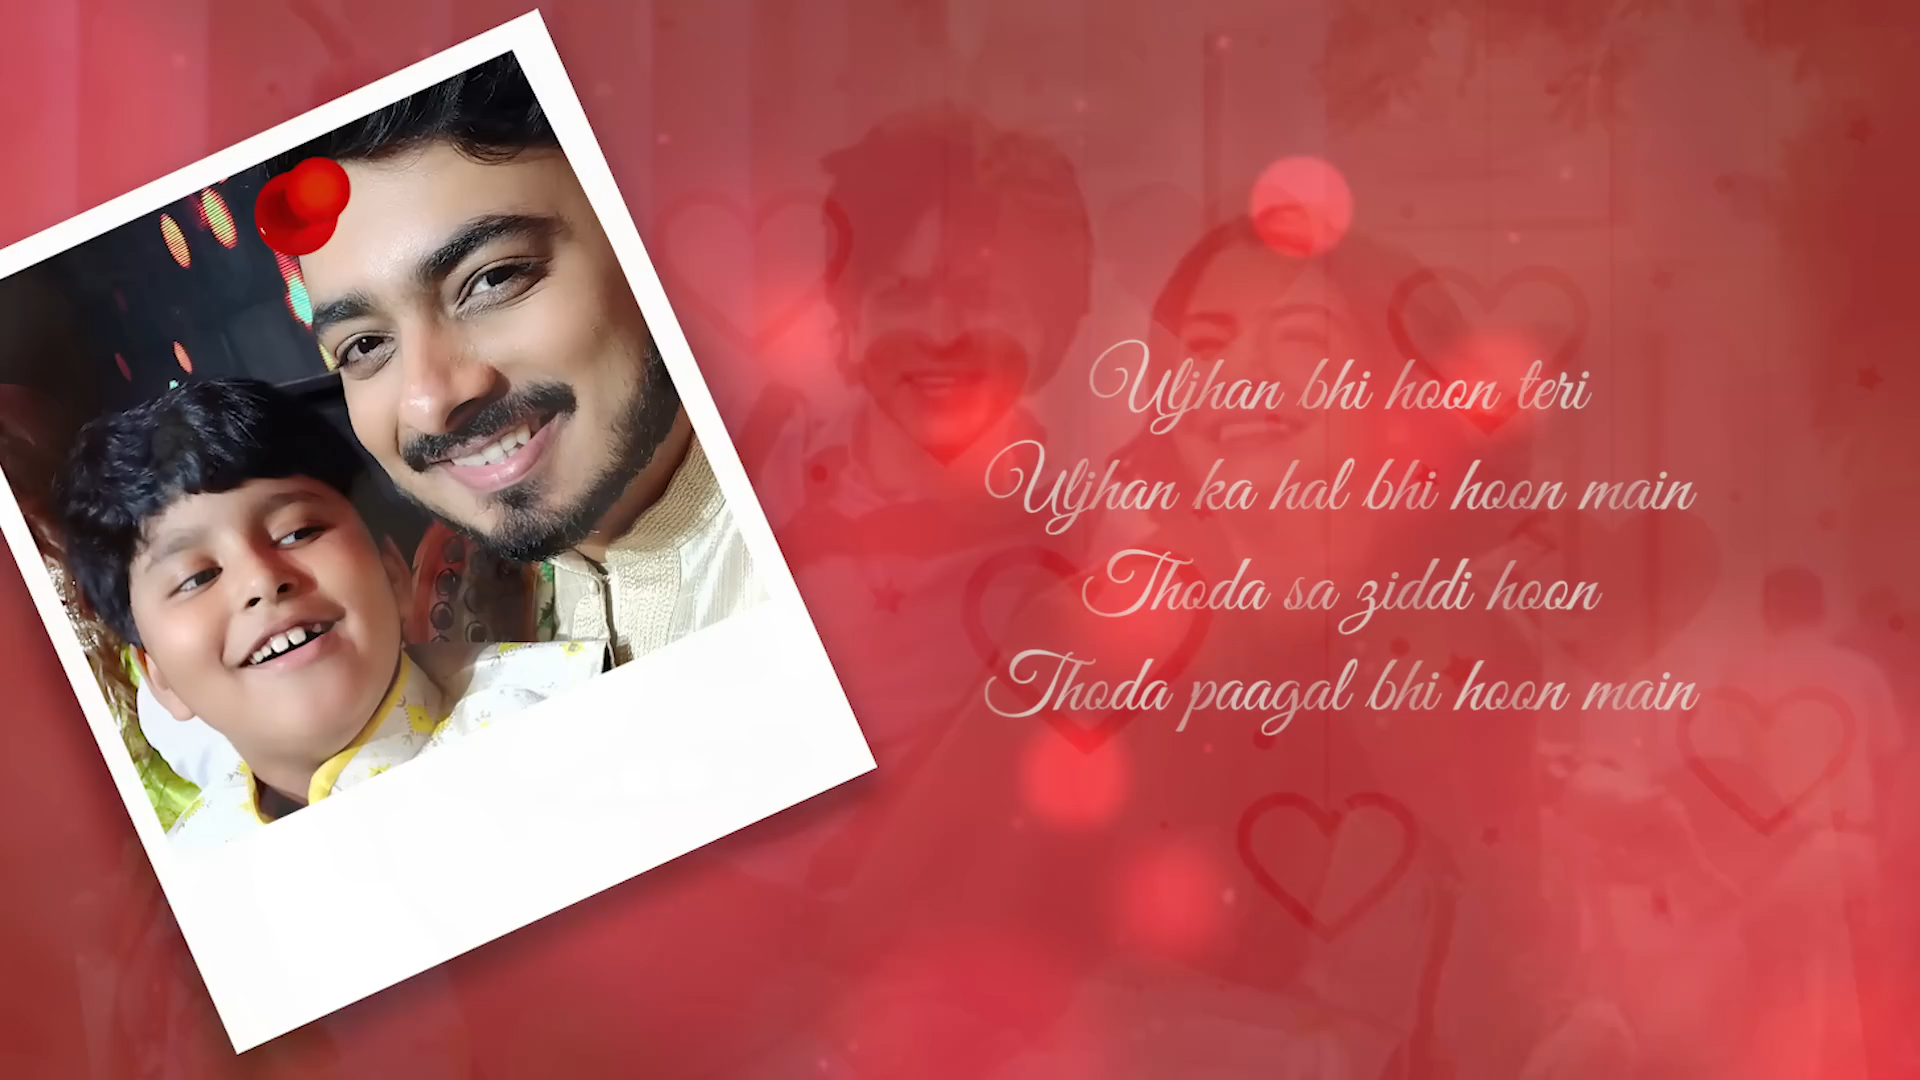 Uljhan bhi hoon teri
Uljhan ka hal bhi hoon main
Thoda sa ziddi hoon
Thoda paagal bhi hoon main